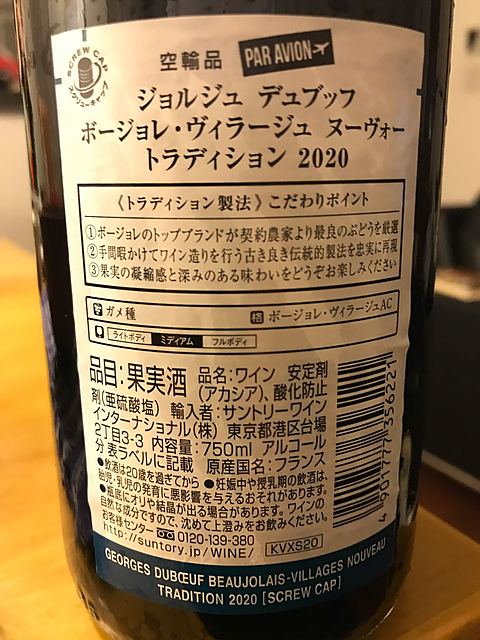 SCREW CAP
スクリューキャップ
空輸品 PAR AVION
ジョルジュ デュブッフ
ボージョレ・ヴィラージュ ヌーヴォー
トラディション 2020
《トラディション製法》こだわりポイント
①ボージョレのトップブランドが契約農家より最良のぶどうを厳選
②手間暇かけてワイン造りを行う古き良き伝統的製法を忠実に再現
③果実の凝縮感と深みのある味わいをどうぞお楽しみください
ガメ種 格 ボージョレ・ヴィラージュAC
ライトボディ ミディアム フルボディ
品目:果実酒 品名:ワイン 安定剤
(アカシア)、酸化防止
剤(亜硫酸塩) 輸入者:サントリーワイン
インターナショナル(株) 東京都港区台場
2丁目3-3 内容量:750ml アルコール
分 表ラベルに記載 原産国名:フランス
●飲酒は20歳を過ぎてから ●妊娠中や授乳期の飲酒は、
胎児・乳児の発育に悪影響を与えるおそれがあります。
●瓶底にオリや結晶が出る場合があります。ワインの
自然な成分ですので、沈めて上澄みをお飲みください。
お客様センター 0120-139-380
http://suntory.jp/WINE/ KVXS20
4 901777 356221
GEORGES DUBŒUF BEAUJOLAIS-VILLAGES NOUVEAU
TRADITION 2020 [SCREW CAP]